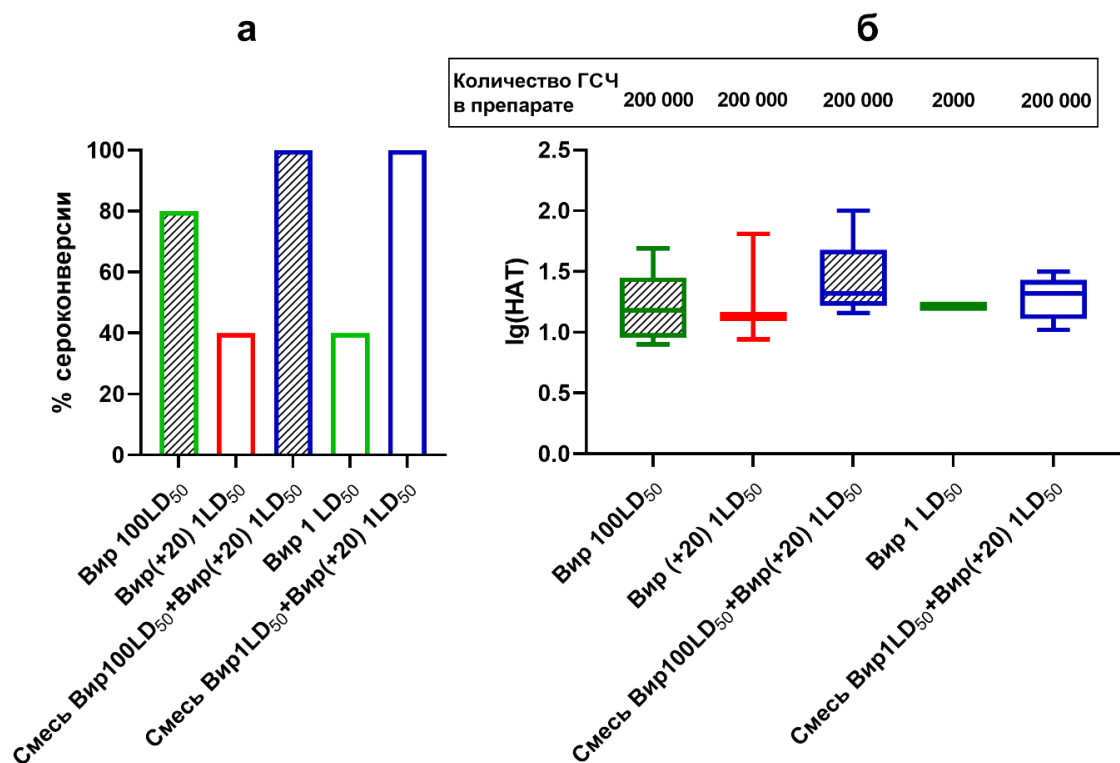 а
б
Количество ГСЧ
в препарате
200 000
200 000
200 000
2000
200 000
% сероконверсии
100
80
60
40
20
0
Вир 100LD₅₀
Вир(+20) 1LD₅₀
Смесь Вир100LD₅₀+Вир(+20) 1LD₅₀
Вир 1 LD₅₀
Смесь Вир1LD₅₀+Вир(+20) 1LD₅₀
lg(HAT)
2.5
2.0
1.5
1.0
0.5
0.0
Вир 100LD₅₀
Вир (+20) 1LD₅₀
Смесь Вир100LD₅₀+Вир(+20) 1LD₅₀
Вир 1 LD₅₀
Смесь Вир1LD₅₀+Вир(+20) 1LD₅₀